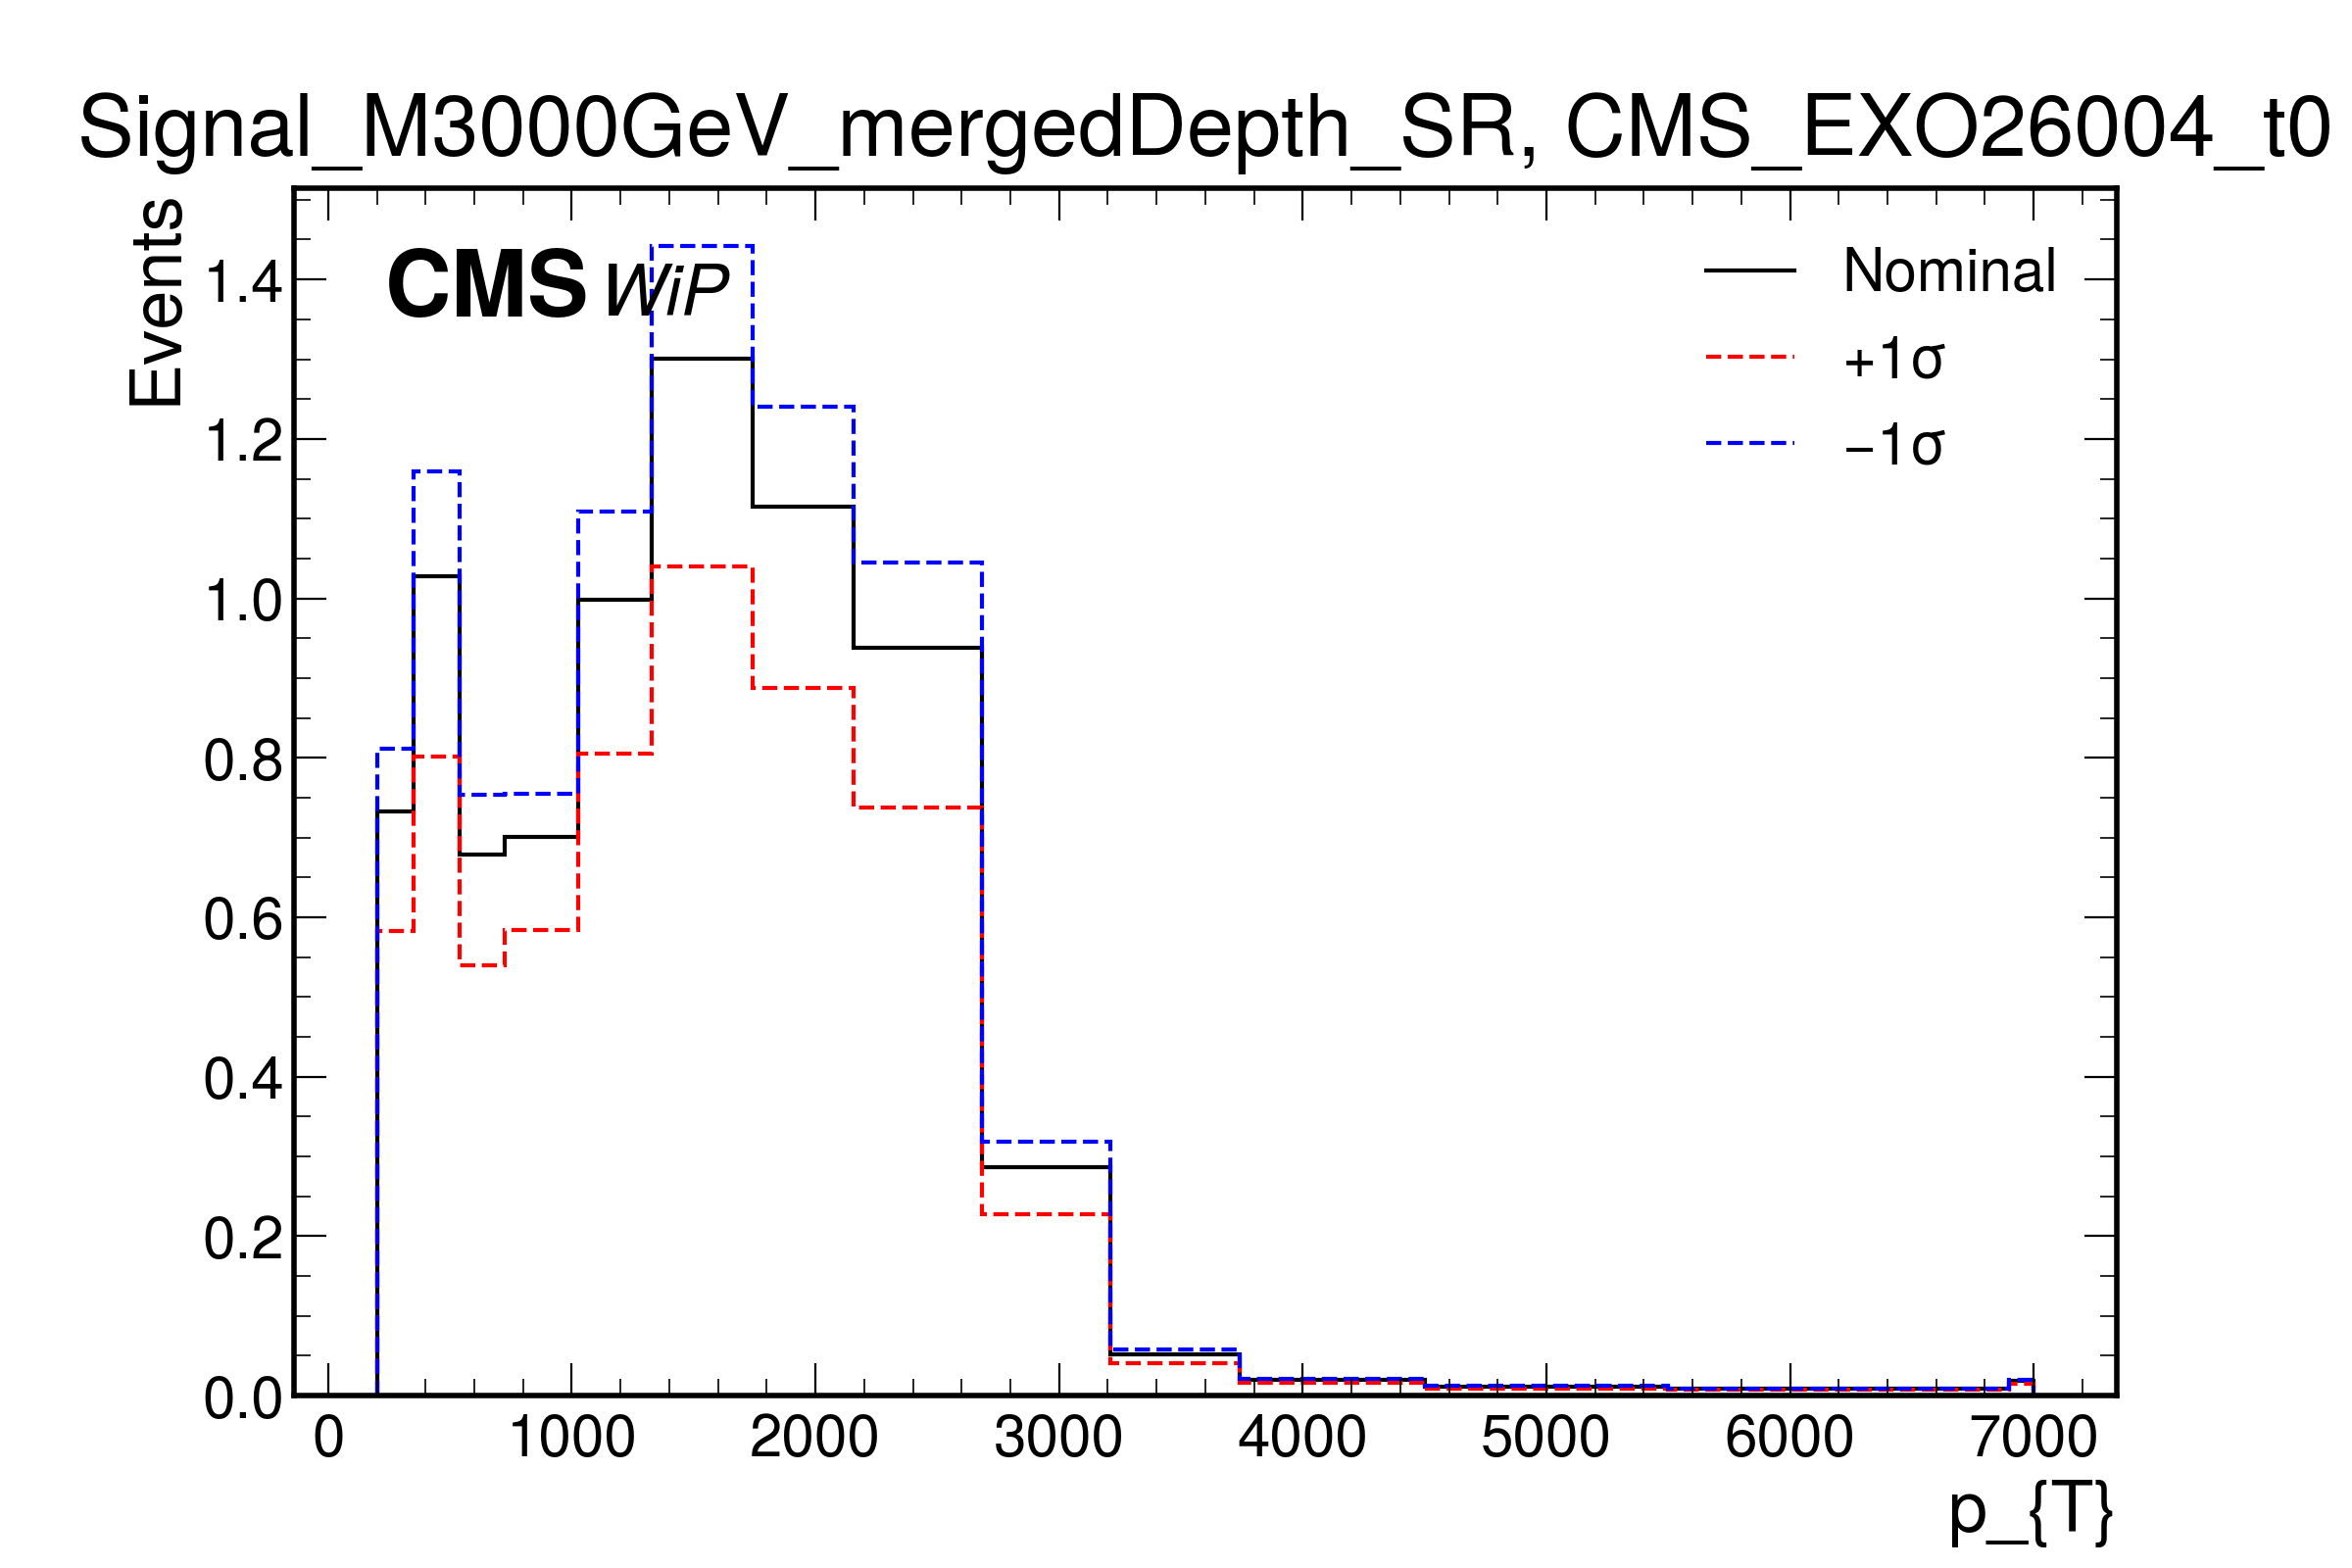 Signal_M3000GeV_mergedDepth_SR, CMS_EXO26004_t0
Events
CMS WiP
Nominal
+1σ
−1σ
1.4
1.2
1.0
0.8
0.6
0.4
0.2
0.0
0 1000 2000 3000 4000 5000 6000 7000
p_{T}